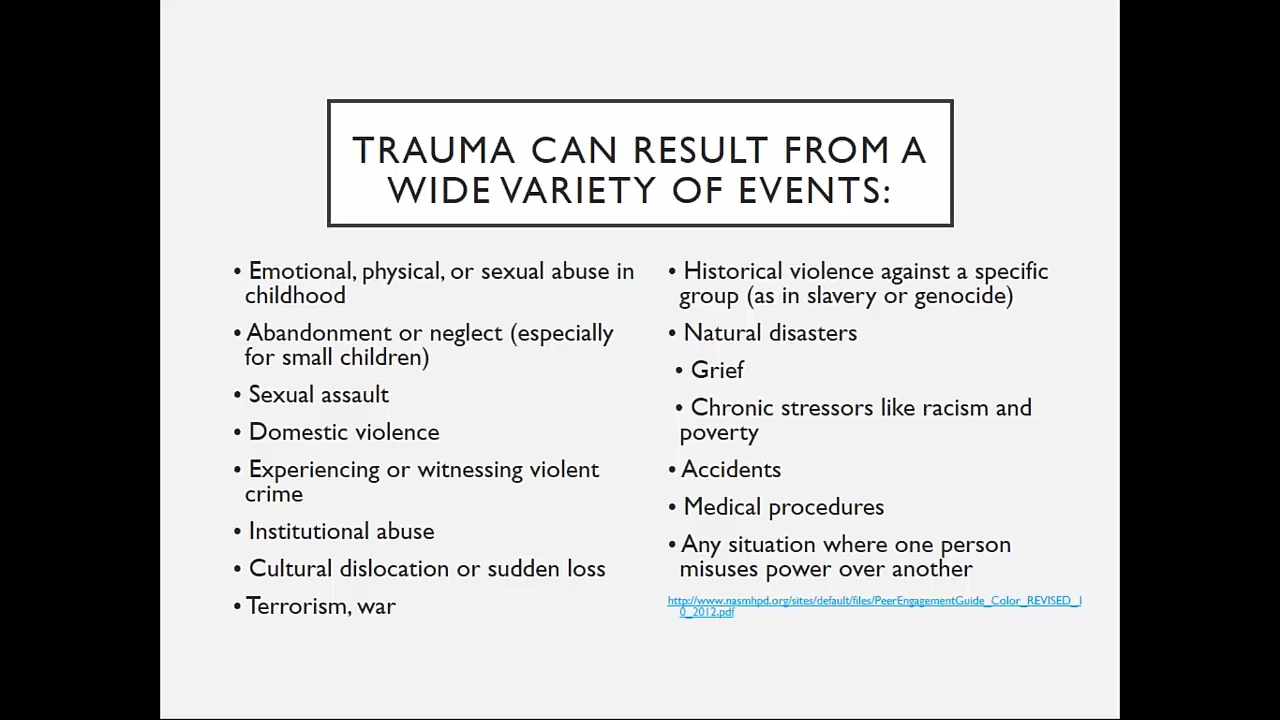 TRAUMA CAN RESULT FROM A
WIDE VARIETY OF EVENTS:
• Emotional, physical, or sexual abuse in
childhood
• Abandonment or neglect (especially
for small children)
• Sexual assault
• Domestic violence
• Experiencing or witnessing violent
crime
• Institutional abuse
• Cultural dislocation or sudden loss
• Terrorism, war
• Historical violence against a specific
group (as in slavery or genocide)
• Natural disasters
• Grief
• Chronic stressors like racism and
poverty
• Accidents
• Medical procedures
• Any situation where one person
misuses power over another
http://www.nasmhpd.org/sites/default/files/PeerEngagementGuide_Color_REVISED_1
0_2012.pdf